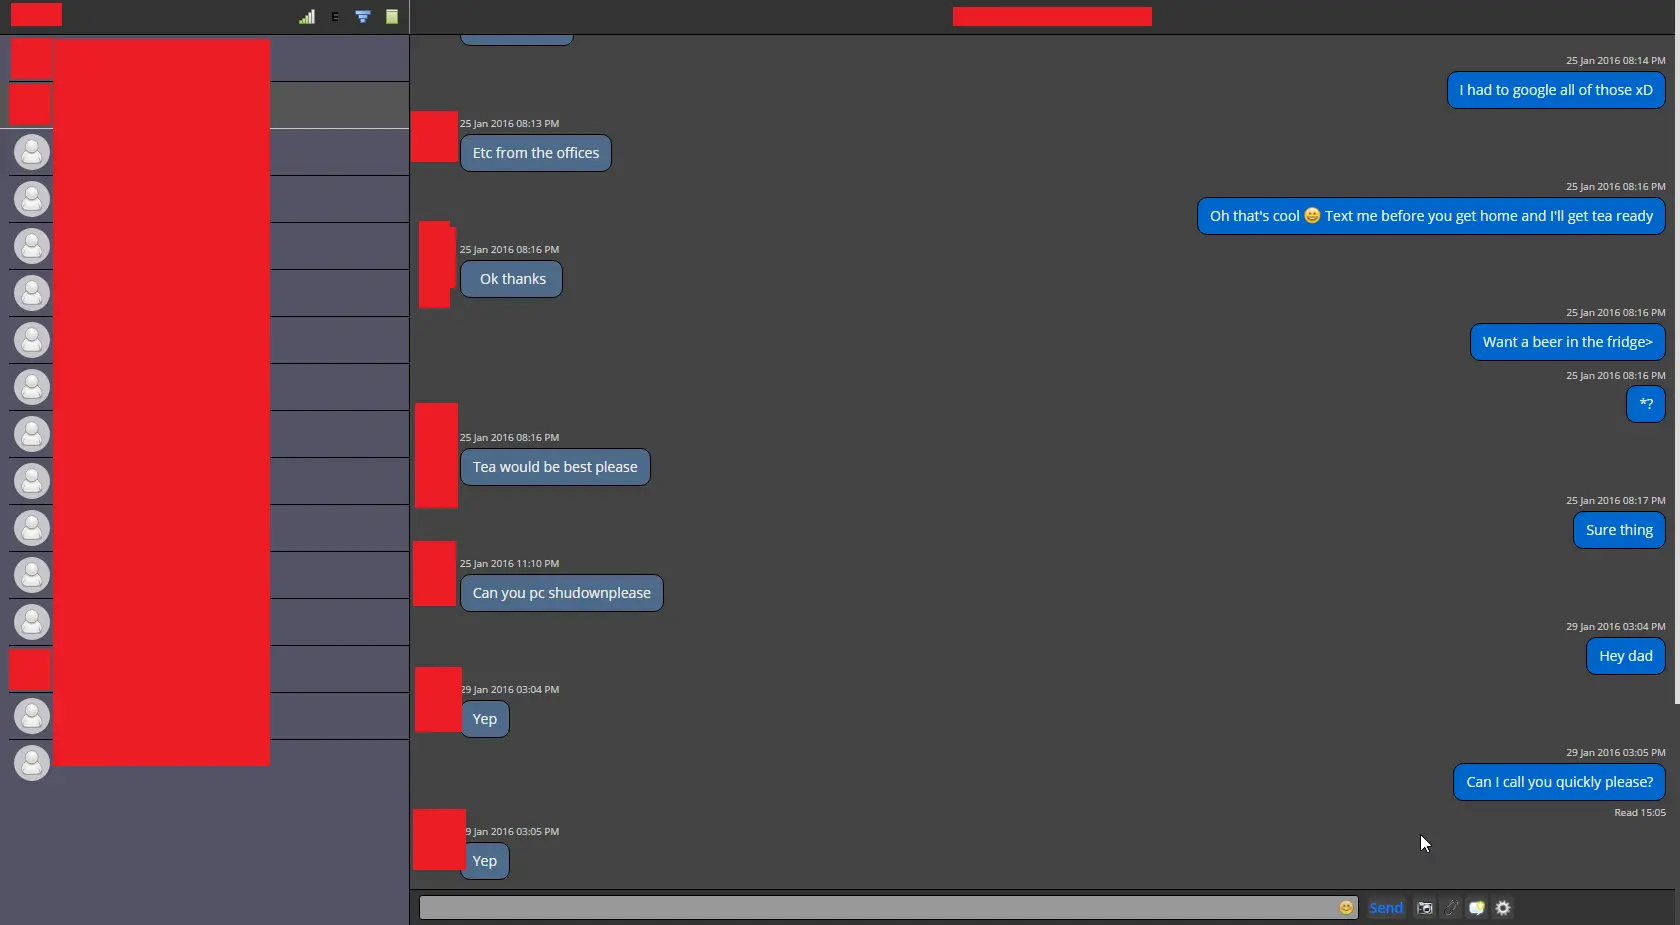 E
25 Jan 2016 08:14 PM
I had to google all of those xD
25 Jan 2016 08:13 PM
Etc from the offices
25 Jan 2016 08:16 PM
Oh that's cool 😀 Text me before you get home and I'll get tea ready
25 Jan 2016 08:16 PM
Ok thanks
25 Jan 2016 08:16 PM
Want a beer in the fridge>
25 Jan 2016 08:16 PM
*?
25 Jan 2016 08:16 PM
Tea would be best please
25 Jan 2016 08:17 PM
Sure thing
25 Jan 2016 11:10 PM
Can you pc shudownplease
29 Jan 2016 03:04 PM
Hey dad
29 Jan 2016 03:04 PM
Yep
29 Jan 2016 03:05 PM
Can I call you quickly please?
Read 15:05
9 Jan 2016 03:05 PM
Yep
Send